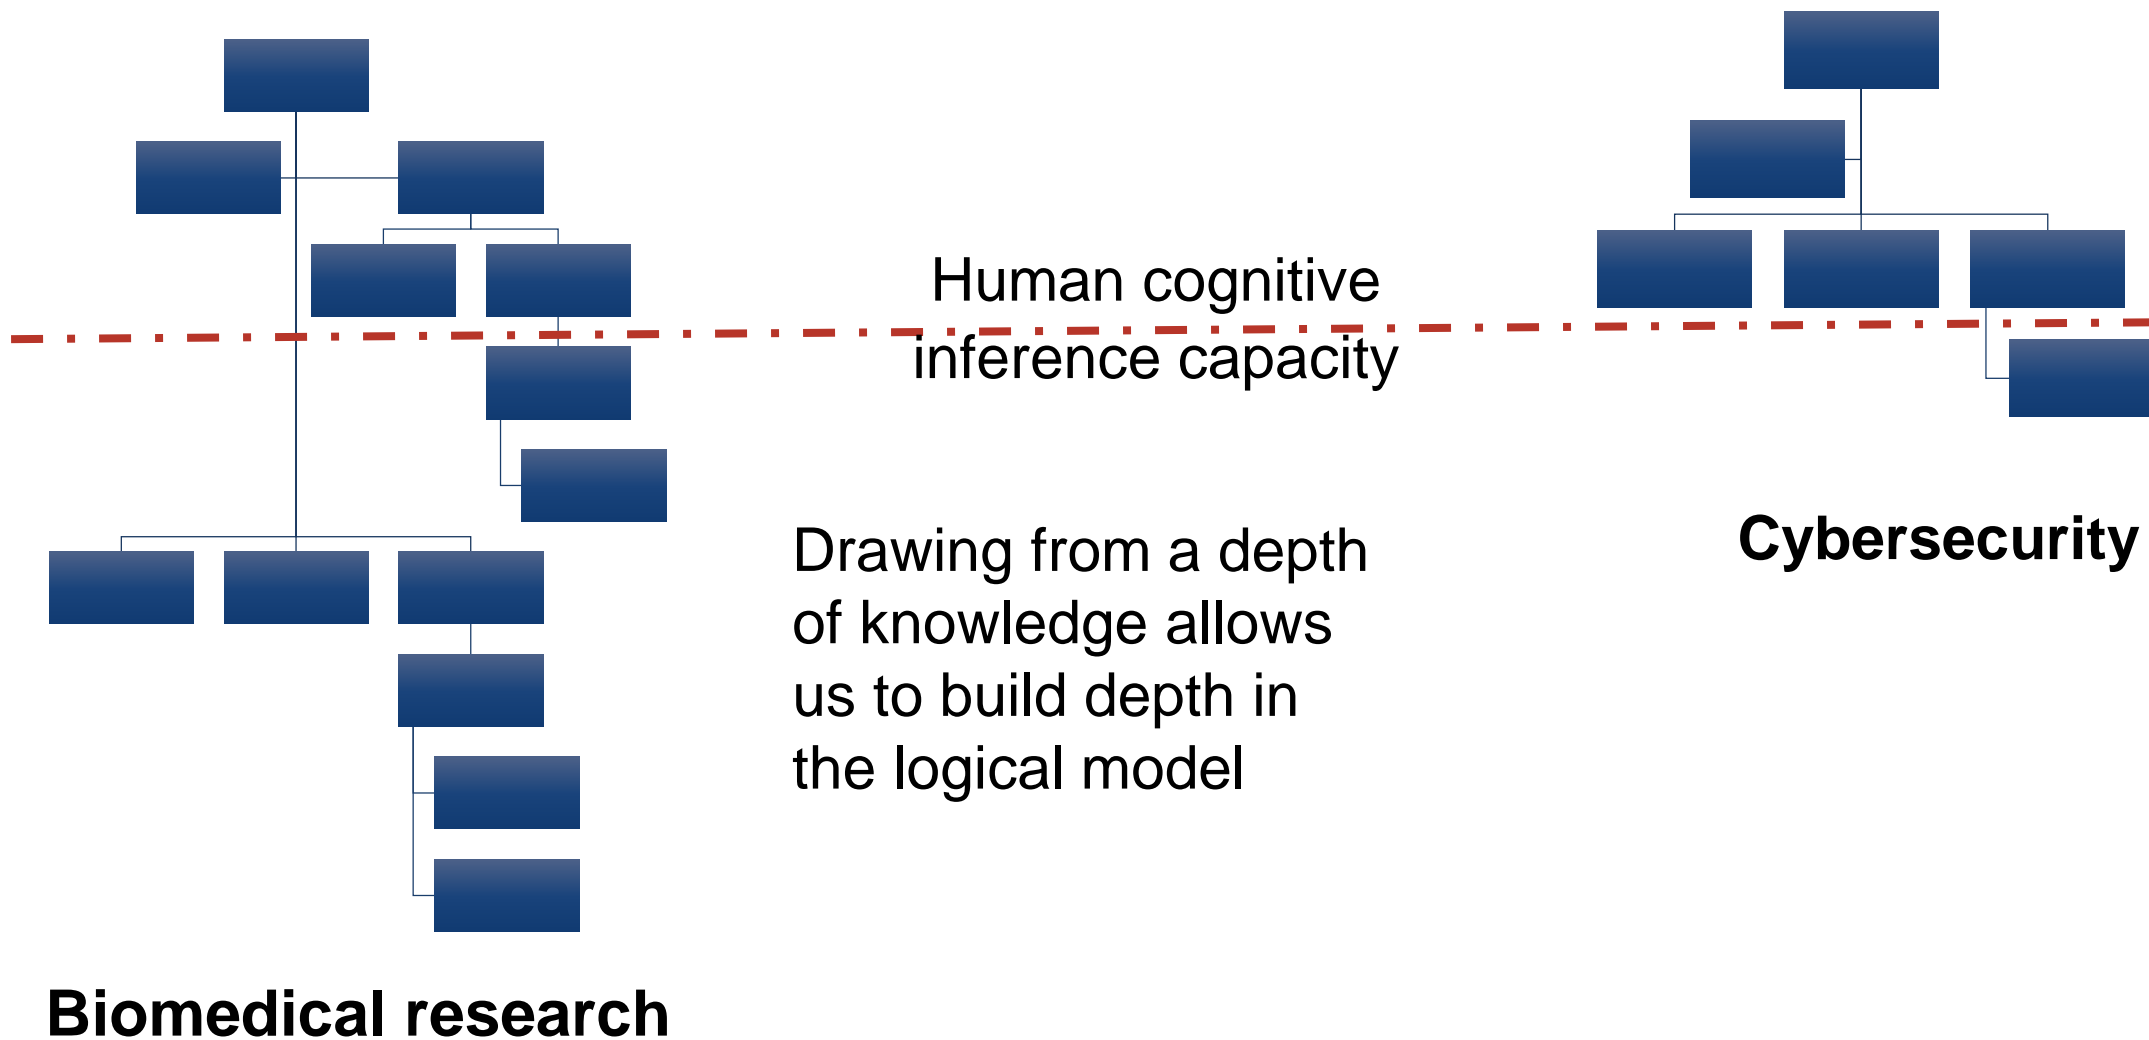 Human cognitive
inference capacity
Drawing from a depth
of knowledge allows
us to build depth in
the logical model
Cybersecurity
Biomedical research